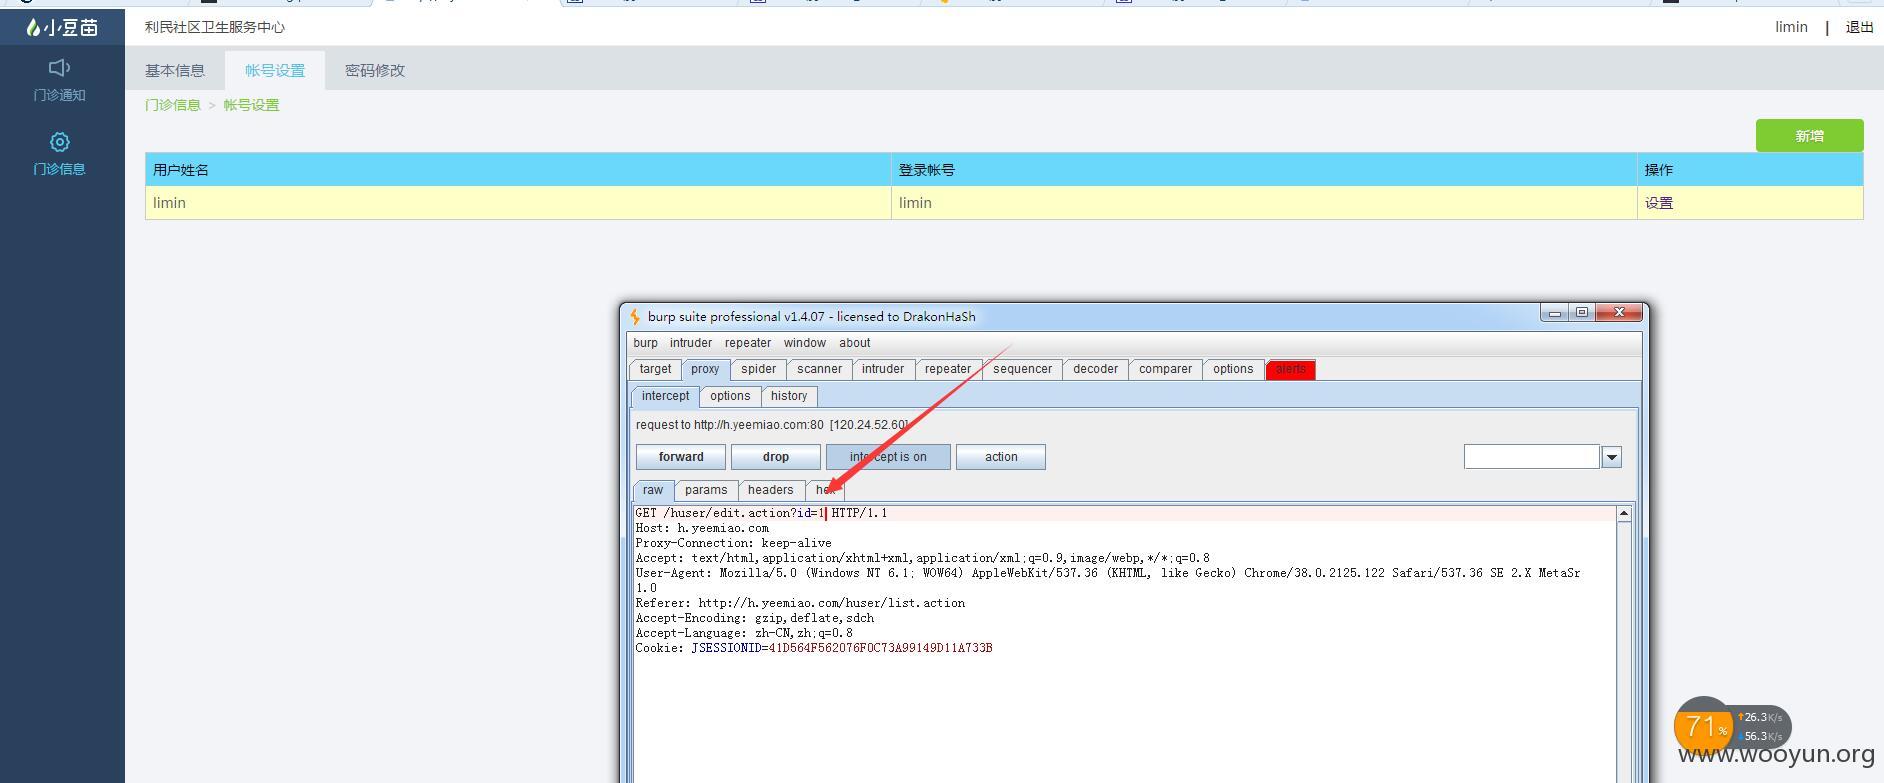 小豆苗
利民社区卫生服务中心
limin | 退出
门诊通知
门诊信息
基本信息 帐号设置 密码修改
门诊信息 > 帐号设置
新增
用户姓名 登录帐号 操作
limin limin 设置
burp suite professional v1.4.07 - licensed to DrakonHaSh
burp intruder repeater window about
target proxy spider scanner intruder repeater sequencer decoder comparer options alerts
intercept options history
request to http://h.yeemiao.com:80 [120.24.52.60]
forward drop intercept is on action
raw params headers hex
GET /huser/edit.action?id=1 HTTP/1.1
Host: h.yeemiao.com
Proxy-Connection: keep-alive
Accept: text/html,application/xhtml+xml,application/xml;q=0.9,image/webp,*/*;q=0.8
User-Agent: Mozilla/5.0 (Windows NT 6.1; WOW64) AppleWebKit/537.36 (KHTML, like Gecko) Chrome/38.0.2125.122 Safari/537.36 SE 2.X MetaSr
1.0
Referer: http://h.yeemiao.com/huser/list.action
Accept-Encoding: gzip,deflate,sdch
Accept-Language: zh-CN,zh;q=0.8
Cookie: JSESSIONID=41D564F562076F0C73A99149D11A733B
71%
26.3K/s
56.3K/s
www.wooyun.org